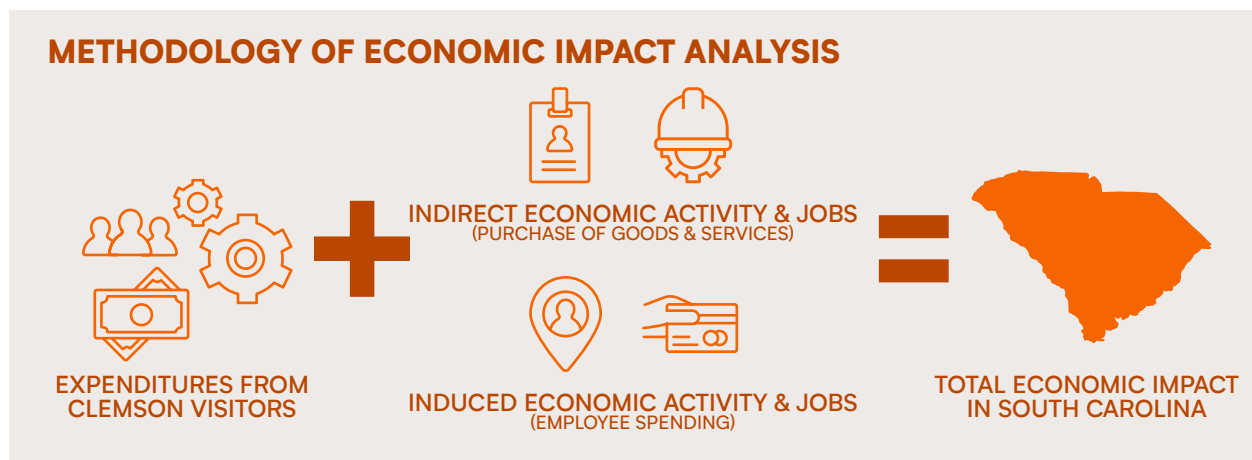 METHODOLOGY OF ECONOMIC IMPACT ANALYSIS
EXPENDITURES FROM
CLEMSON VISITORS
INDIRECT ECONOMIC ACTIVITY & JOBS
(PURCHASE OF GOODS & SERVICES)
INDUCED ECONOMIC ACTIVITY & JOBS
(EMPLOYEE SPENDING)
TOTAL ECONOMIC IMPACT
IN SOUTH CAROLINA